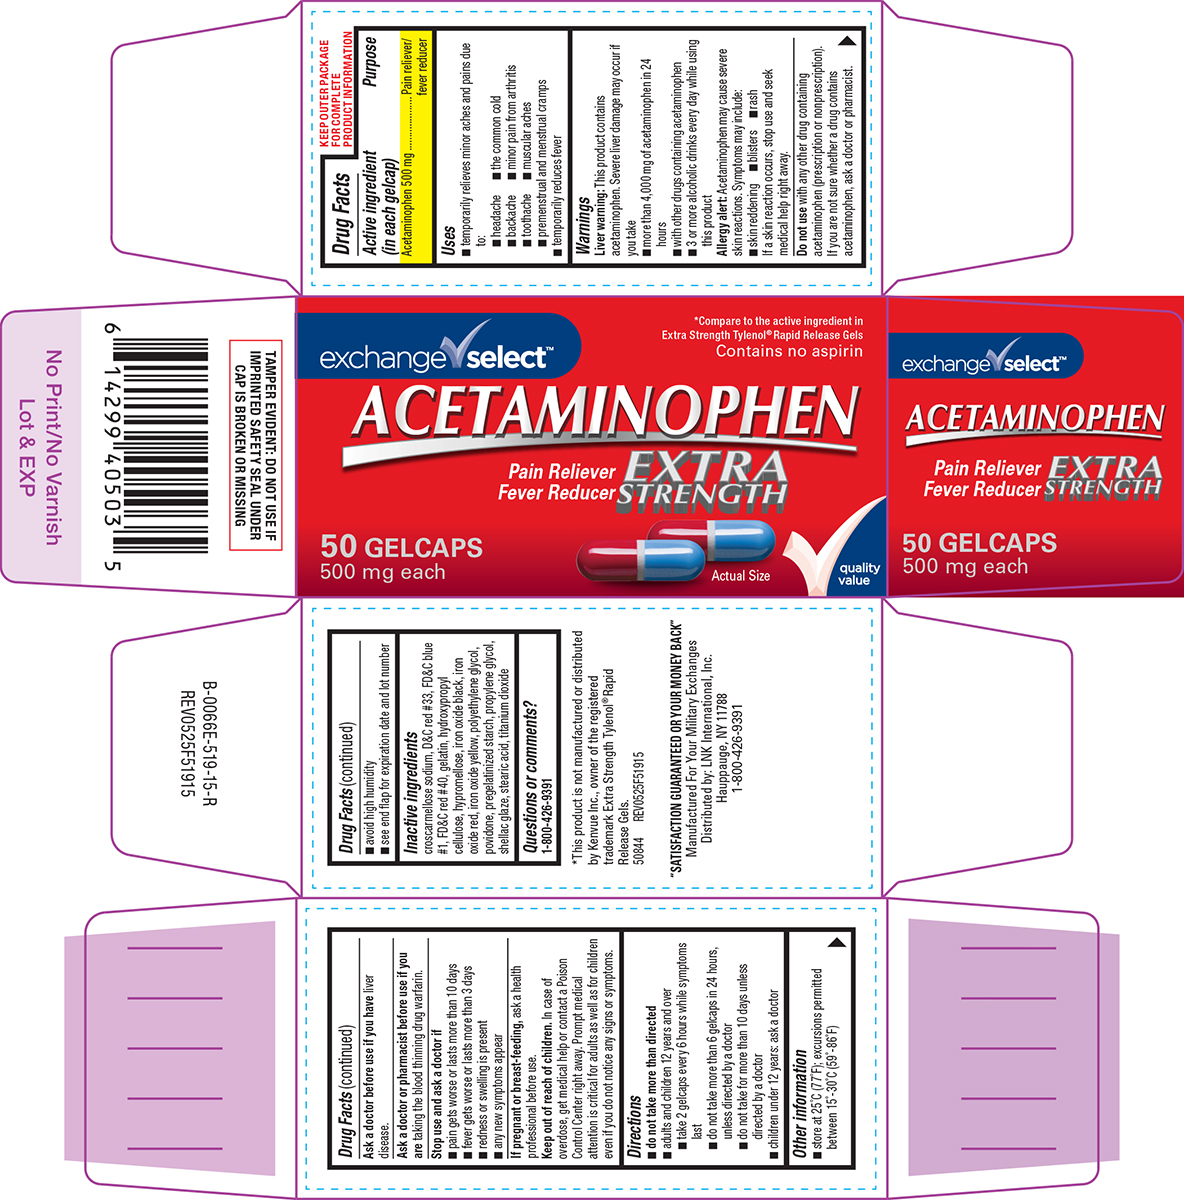 KEEP OUTER PACKAGE
FOR COMPLETE
PRODUCT INFORMATION
Drug Facts
Active ingredient Purpose
(in each gelcap)
Acetaminophen 500 mg .................. Pain reliever/
fever reducer
Uses
■ temporarily relieves minor aches and pains due
to:
■ headache ■ the common cold
■ backache ■ minor pain from arthritis
■ toothache ■ muscular aches
■ premenstrual and menstrual cramps
■ temporarily reduces fever
Warnings
Liver warning: This product contains
acetaminophen. Severe liver damage may occur if
you take
■ more than 4,000 mg of acetaminophen in 24
hours
■ with other drugs containing acetaminophen
■ 3 or more alcoholic drinks every day while using
this product
Allergy alert: Acetaminophen may cause severe
skin reactions. Symptoms may include:
■ skin reddening ■ blisters ■ rash
If a skin reaction occurs, stop use and seek
medical help right away.
Do not use with any other drug containing
acetaminophen (prescription or nonprescription).
If you are not sure whether a drug contains
acetaminophen, ask a doctor or pharmacist.
No Print/No Varnish
Lot & EXP
6 14299 40503 5
TAMPER EVIDENT: DO NOT USE IF
IMPRINTED SAFETY SEAL UNDER
CAP IS BROKEN OR MISSING
exchange select™
*Compare to the active ingredient in
Extra Strength Tylenol® Rapid Release Gels
Contains no aspirin
ACETAMINOPHEN
Pain Reliever
Fever Reducer
EXTRA
STRENGTH
50 GELCAPS
500 mg each
Actual Size
quality
value
exchange select™
ACETAMINOPHEN
Pain Reliever
Fever Reducer
EXTRA
STRENGTH
50 GELCAPS
500 mg each
B-0066E-519-15-R
REV0525F51915
Drug Facts (continued)
■ avoid high humidity
■ see end flap for expiration date and lot number
Inactive ingredients
croscarmellose sodium, D&C red #33, FD&C blue
#1, FD&C red #40, gelatin, hydroxypropyl
cellulose, hypromellose, iron oxide black, iron
oxide red, iron oxide yellow, polyethylene glycol,
povidone, pregelatinized starch, propylene glycol,
shellac glaze, stearic acid, titanium dioxide
Questions or comments?
1-800-426-9391
*This product is not manufactured or distributed
by Kenvue Inc., owner of the registered
trademark Extra Strength Tylenol® Rapid
Release Gels.
50844 REV0525F51915
"SATISFACTION GUARANTEED OR YOUR MONEY BACK"
Manufactured For Your Military Exchanges
Distributed by: LNK International, Inc.
Hauppauge, NY 11788
1-800-426-9391
Drug Facts (continued)
Ask a doctor before use if you have liver
disease.
Ask a doctor or pharmacist before use if you
are taking the blood thinning drug warfarin.
Stop use and ask a doctor if
■ pain gets worse or lasts more than 10 days
■ fever gets worse or lasts more than 3 days
■ redness or swelling is present
■ any new symptoms appear
If pregnant or breast-feeding, ask a health
professional before use.
Keep out of reach of children. In case of
overdose, get medical help or contact a Poison
Control Center right away. Prompt medical
attention is critical for adults as well as for children
even if you do not notice any signs or symptoms.
Directions
■ do not take more than directed
■ adults and children 12 years and over
■ take 2 gelcaps every 6 hours while symptoms
last
■ do not take more than 6 gelcaps in 24 hours,
unless directed by a doctor
■ do not take for more than 10 days unless
directed by a doctor
■ children under 12 years: ask a doctor
Other information
■ store at 25°C (77°F); excursions permitted
between 15°-30°C (59°-86°F)